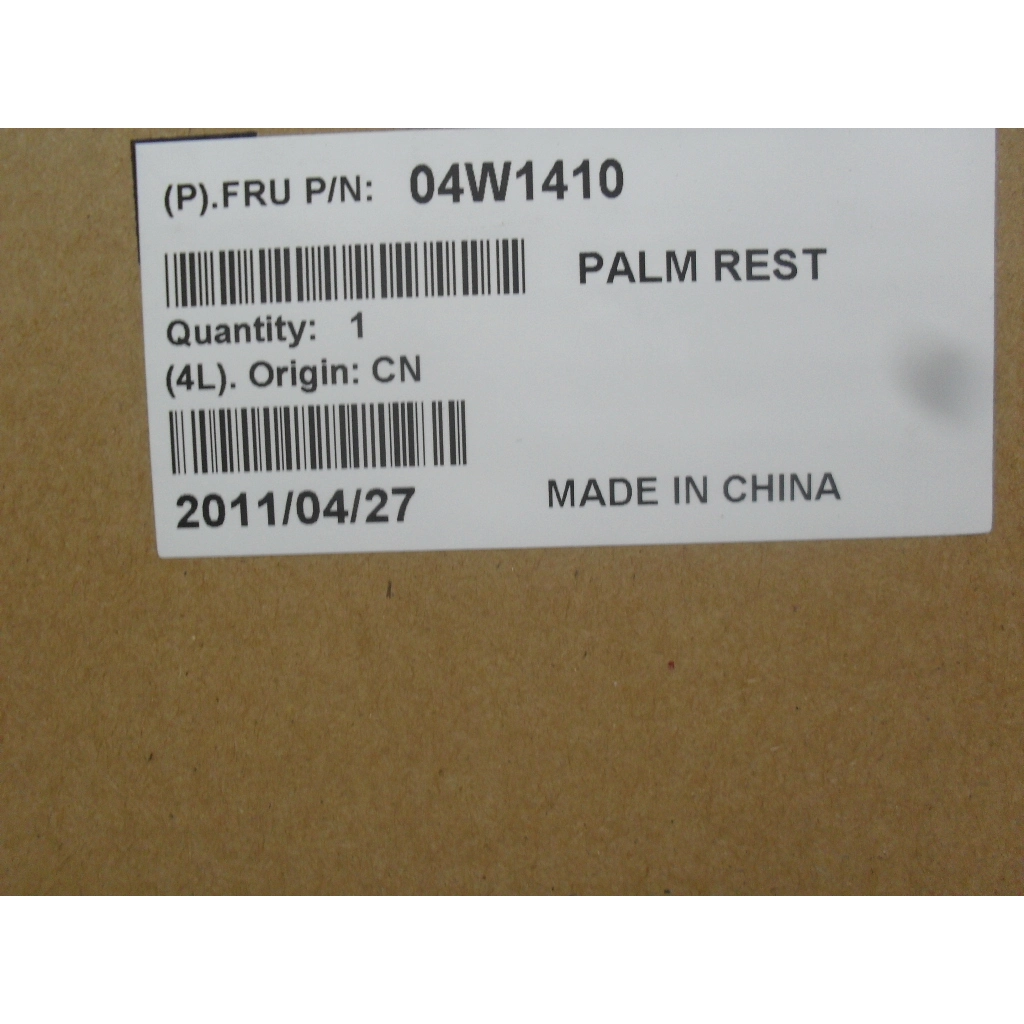 (P).FRU P/N: 04W1410
PALM REST
Quantity: 1
(4L). Origin: CN
2011/04/27
MADE IN CHINA